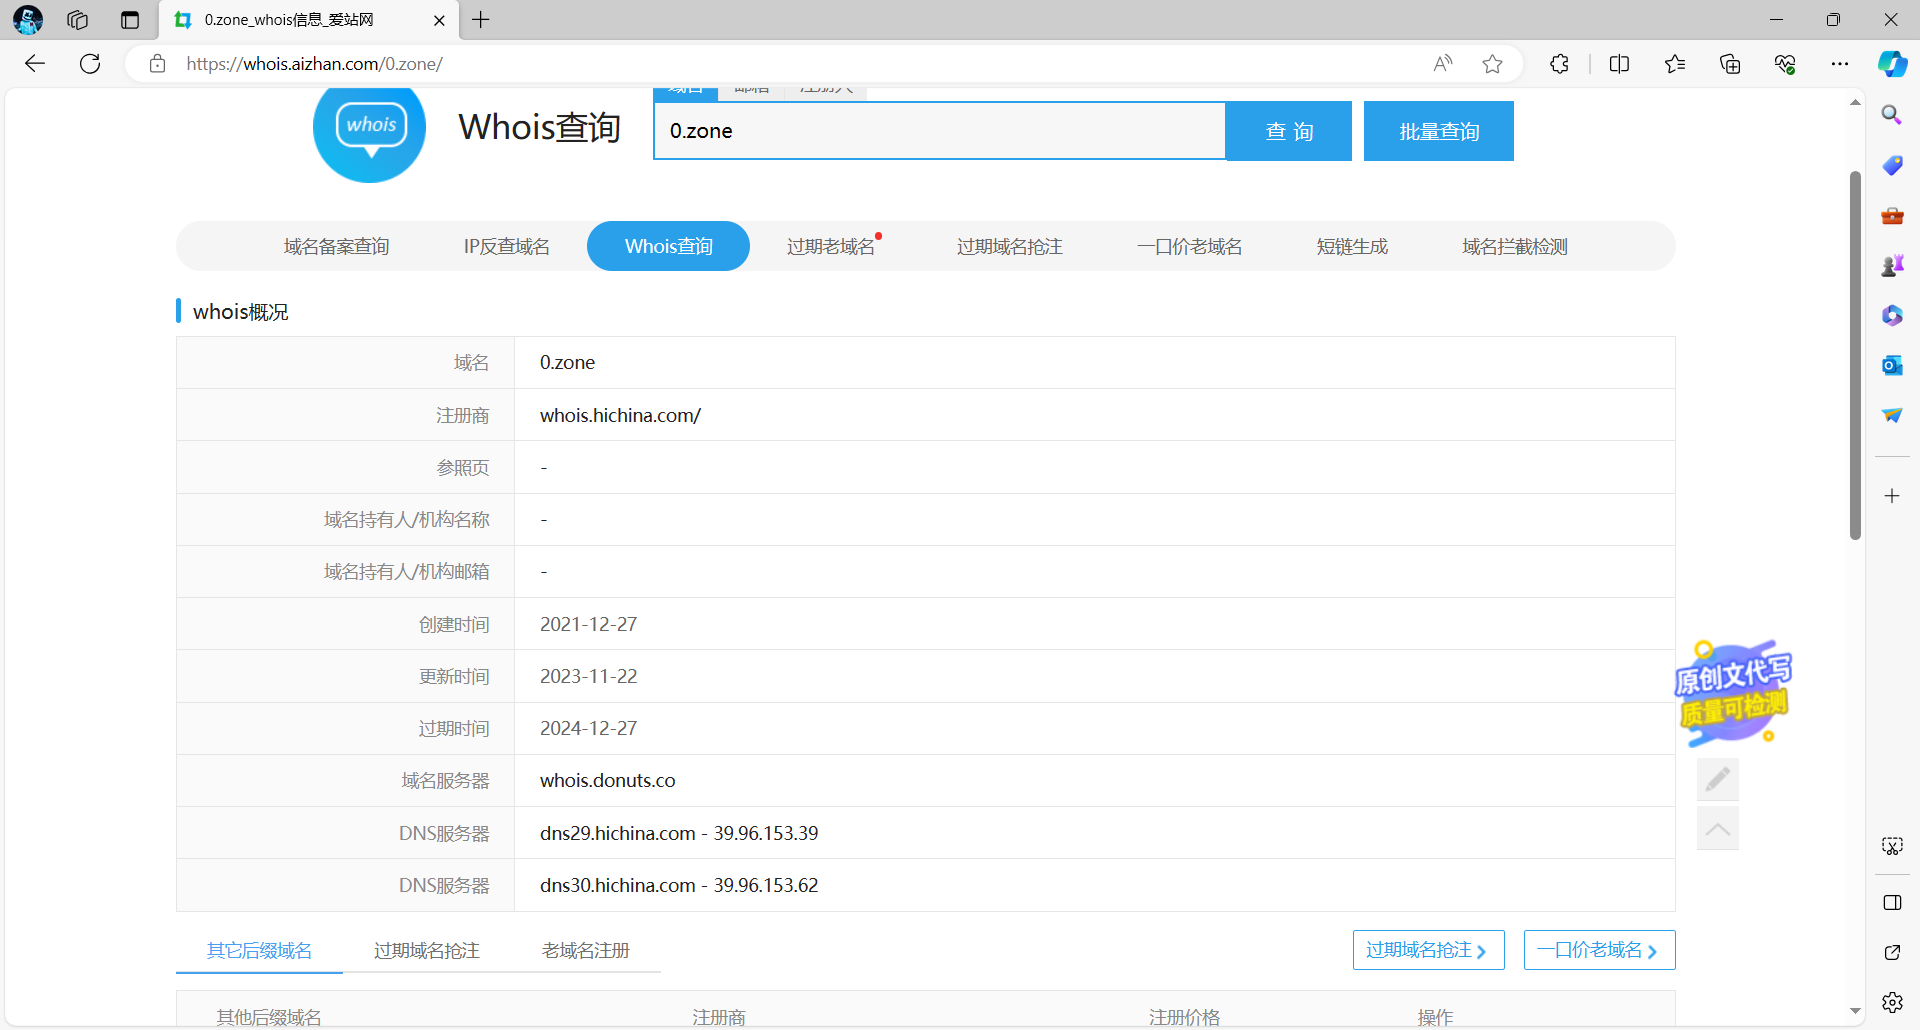 0.zone_whois信息_爱站网
https://whois.aizhan.com/0.zone/
域名 邮箱 注册人
whois
Whois查询
0.zone
查 询
批量查询
域名备案查询 IP反查域名 Whois查询 过期老域名 过期域名抢注 一口价老域名 短链生成 域名拦截检测
whois概况
域名 0.zone
注册商 whois.hichina.com/
参照页 -
域名持有人/机构名称 -
域名持有人/机构邮箱 -
创建时间 2021-12-27
更新时间 2023-11-22
过期时间 2024-12-27
域名服务器 whois.donuts.co
DNS服务器 dns29.hichina.com - 39.96.153.39
DNS服务器 dns30.hichina.com - 39.96.153.62
原创文代写
质量可检测
其它后缀域名 过期域名抢注 老域名注册 过期域名抢注 一口价老域名
其他后缀域名 注册商 注册价格 操作